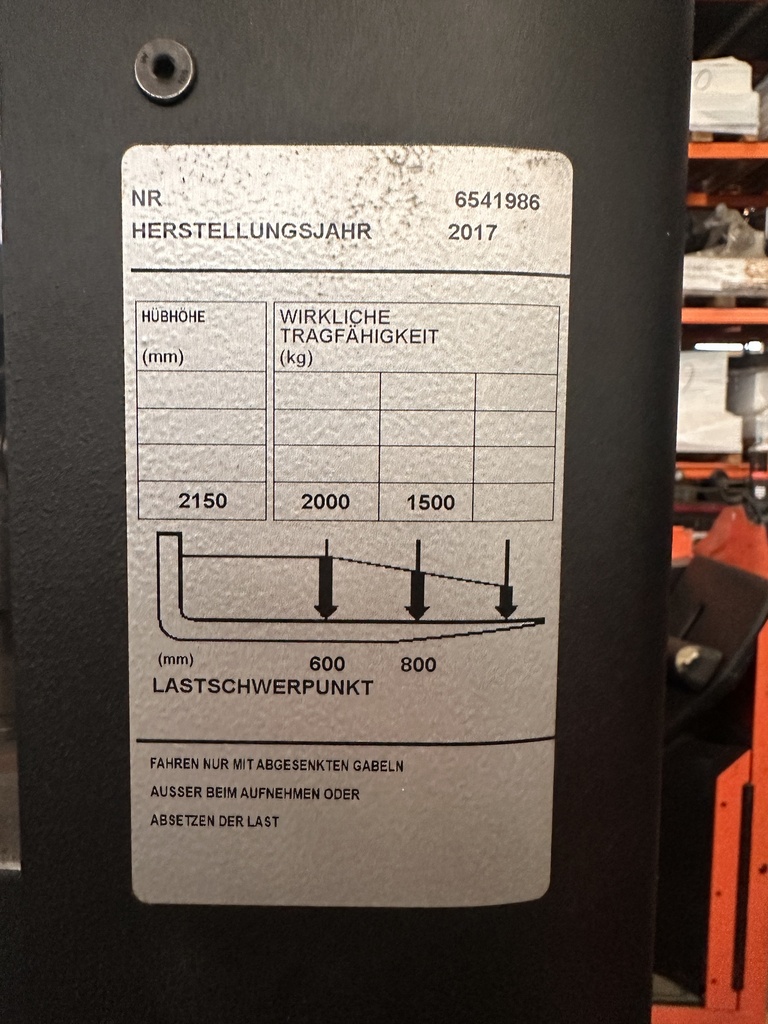 NR 6541986
HERSTELLUNGSJAHR 2017
HÜBHÖHE
(mm)
WIRKLICHE
TRAGFÄHIGKEIT
(kg)
2150 2000 1500
(mm) 600 800
LASTSCHWERPUNKT
FAHREN NUR MIT ABGESENKTEN GABELN
AUSSER BEIM AUFNEHMEN ODER
ABSETZEN DER LAST